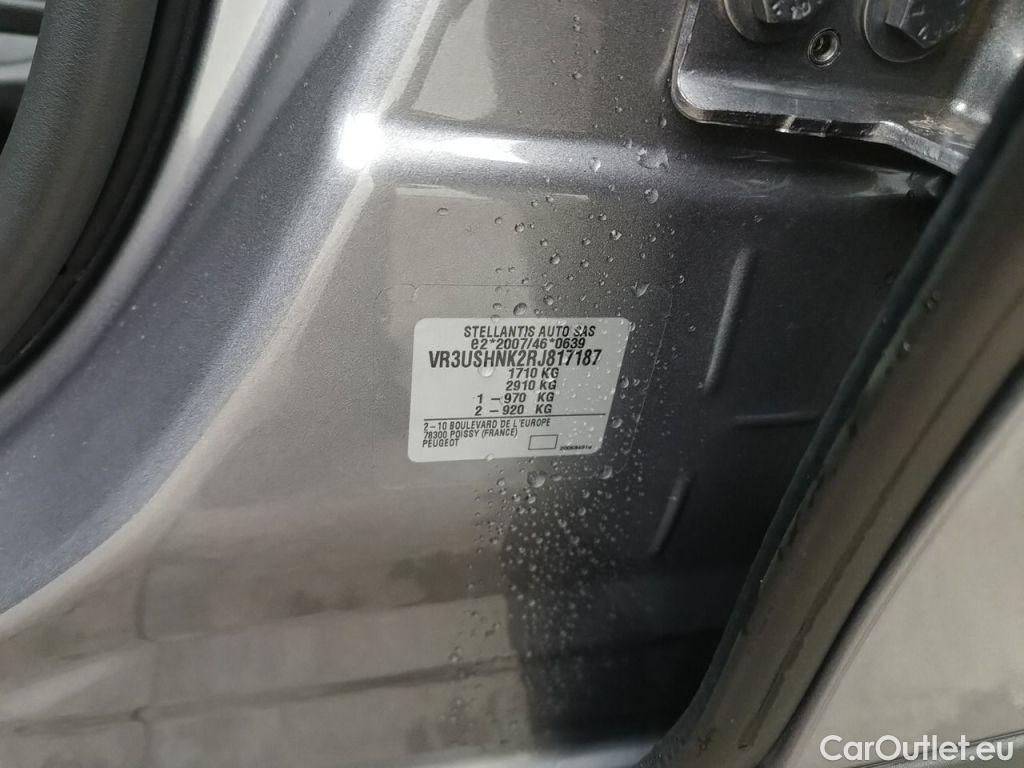 STELLANTIS AUTO SAS
e2*2007/46*0639
VR3USHNK2RJ817187
1710 KG
2910 KG
1 - 970 KG
2 - 920 KG
2-10 BOULEVARD DE L'EUROPE
78300 POISSY (FRANCE)
PEUGEOT
CarOutlet.eu